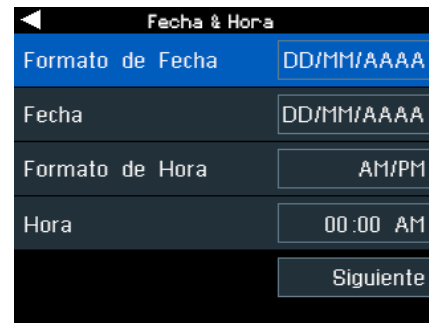 Fecha & Hora
Formato de Fecha DD/MM/AAAA
Fecha DD/MM/AAAA
Formato de Hora AM/PM
Hora 00:00 AM
Siguiente